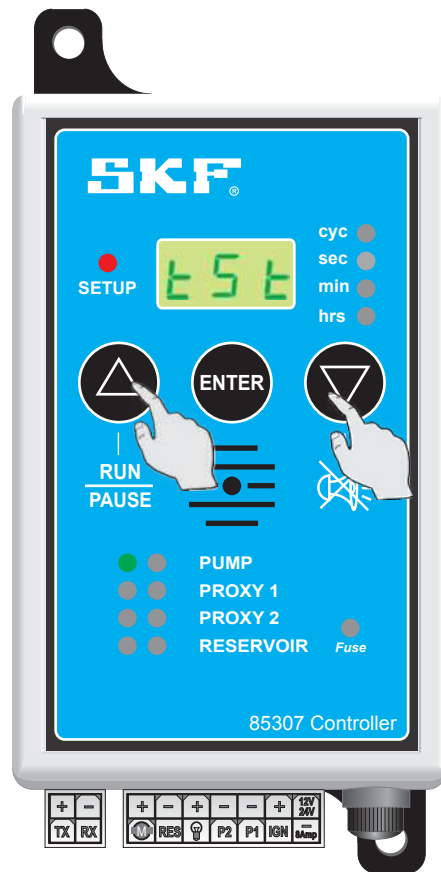 SKF®
cyc
sec
min
hrs
SETUP
tSt
ENTER
RUN
PAUSE
PUMP
PROXY 1
PROXY 2
RESERVOIR
Fuse
85307 Controller
+ − + − + − − + 12V
24V
TX RX M RES P2 P1 IGN −
8Amp